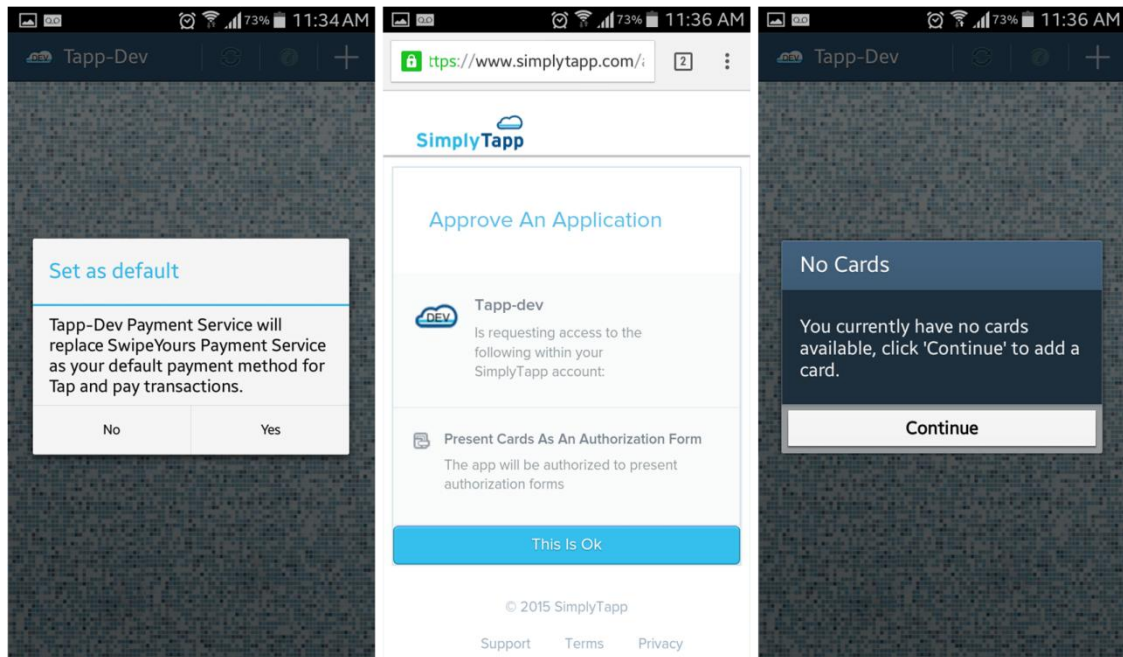 73% 11:34 AM
DEV Tapp-Dev
Set as default
Tapp-Dev Payment Service will
replace SwipeYours Payment Service
as your default payment method for
Tap and pay transactions.
No Yes
73% 11:36 AM
ttps://www.simplytapp.com/ 2
SimplyTapp
Approve An Application
DEV
Tapp-dev
Is requesting access to the
following within your
SimplyTapp account:
Present Cards As An Authorization Form
The app will be authorized to present
authorization forms
This Is Ok
© 2015 SimplyTapp
Support Terms Privacy
73% 11:36 AM
DEV Tapp-Dev
No Cards
You currently have no cards
available, click 'Continue' to add a
card.
Continue